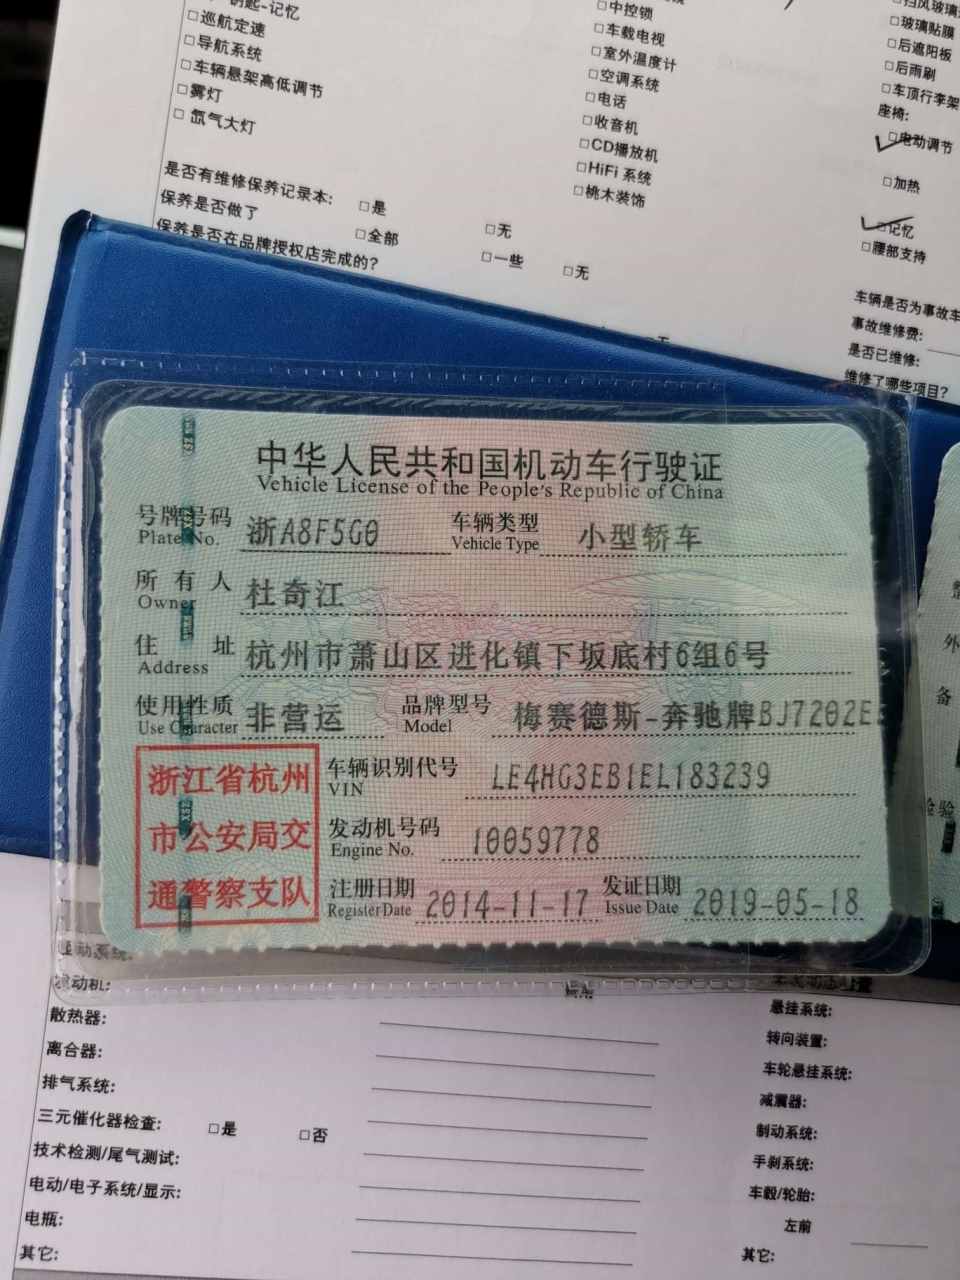 钥匙-记忆
□巡航定速
□导航系统
□车辆悬架高低调节
□雾灯
□氙气大灯
□中控锁
□车载电视
□室外温度计
□空调系统
□电话
□收音机
□CD播放机
□HiFi 系统
□桃木装饰
□玻璃贴膜
□后遮阳板
□后雨刷
□车顶行李架
座椅:
□电动调节
□加热
□记忆
□腰部支持
是否有维修保养记录本: □是 □无
保养是否做了 □全部 □一些 □无
保养是否在品牌授权店完成的?
车辆是否为事故车
事故维修费:
是否已维修:
维修了哪些项目?
中华人民共和国机动车行驶证
Vehicle License of the People's Republic of China
号牌号码 浙A8F5G0 车辆类型 小型轿车
Plate No. Vehicle Type
所有人 杜奇江
Owner
住址 杭州市萧山区进化镇下坂底村6组6号
Address
使用性质 非营运 品牌型号 梅赛德斯-奔驰牌BJ7202E
Use Character Model
浙江省杭州
市公安局交
通警察支队
车辆识别代号 LE4HG3EB1EL183239
VIN
发动机号码 10059778
Engine No.
注册日期 2014-11-17 发证日期 2019-05-18
Register Date Issue Date
外
备
检验
发动机:
散热器:
离合器:
排气系统:
三元催化器检查: □是 □否
技术检测/尾气测试:
电动/电子系统/显示:
电瓶:
其它:
费用
悬挂系统:
转向装置:
车轮悬挂系统:
减震器:
制动系统:
手刹系统:
车毂/轮胎:
左前
其它: